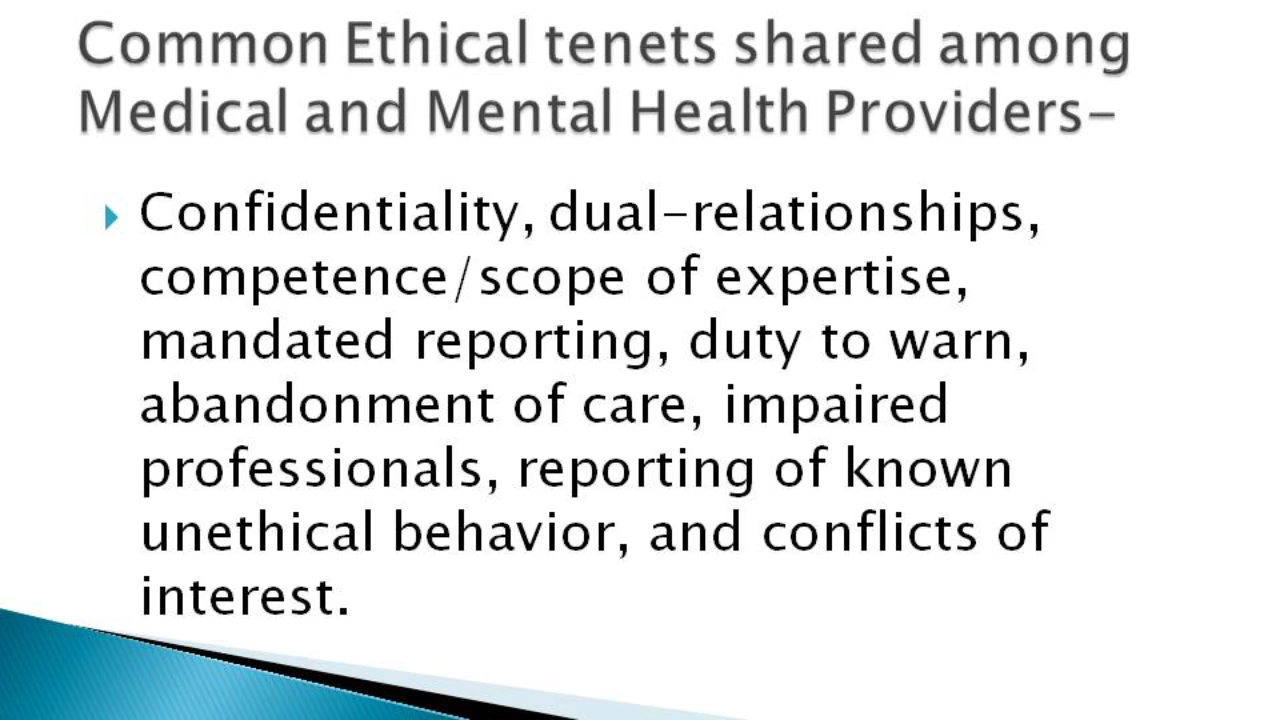 Common Ethical tenets shared among
Medical and Mental Health Providers-
Confidentiality, dual-relationships,
competence/scope of expertise,
mandated reporting, duty to warn,
abandonment of care, impaired
professionals, reporting of known
unethical behavior, and conflicts of
interest.